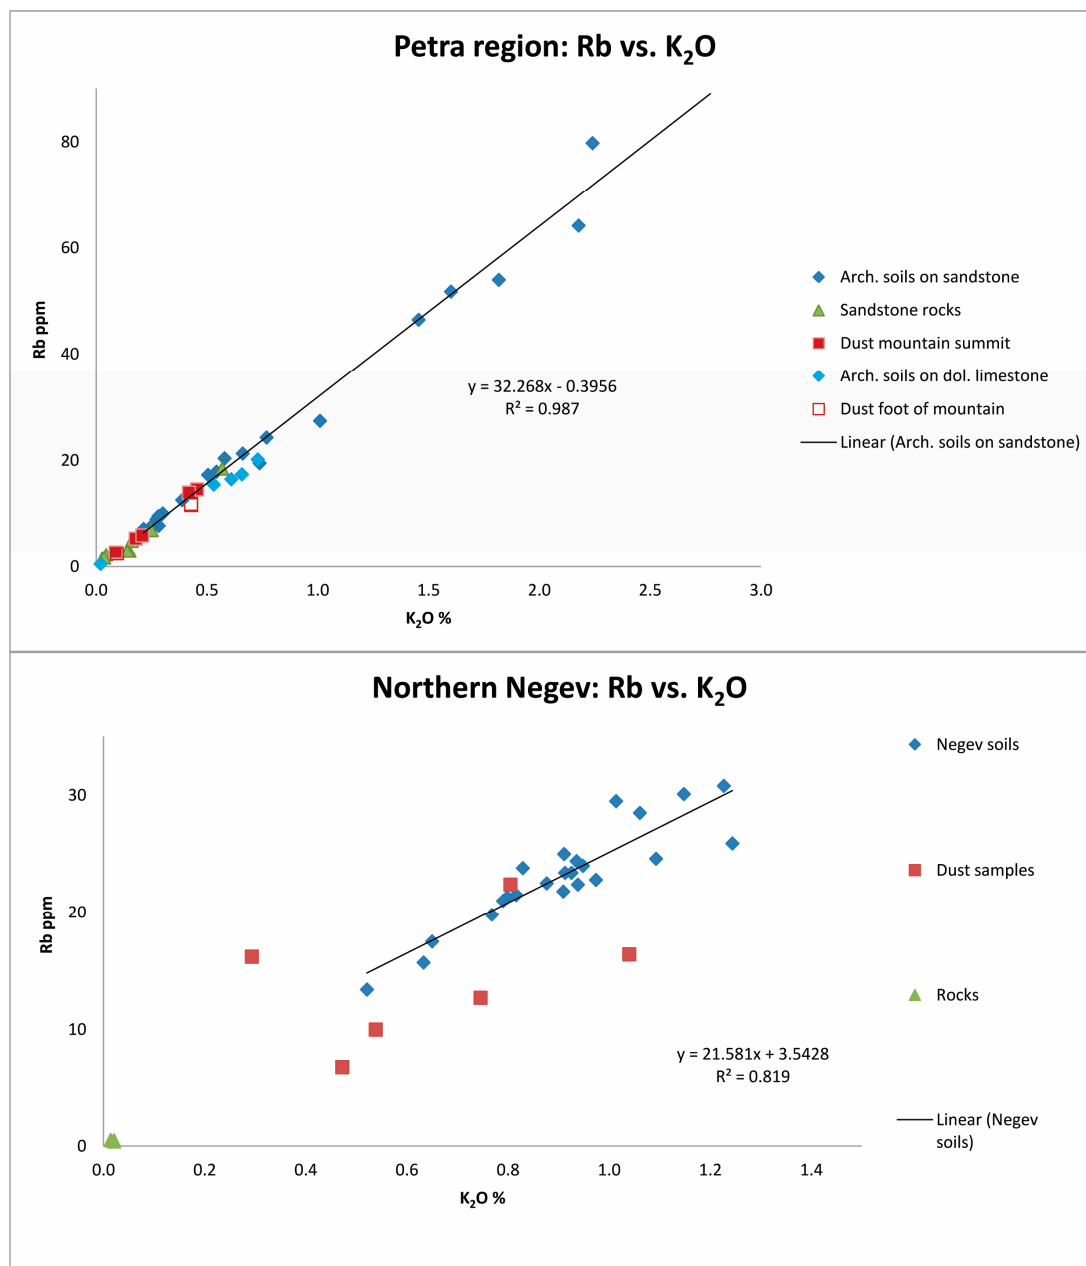 Petra region: Rb vs. K₂O
80
60
40
20
0
Rb ppm
0.0 0.5 1.0 1.5 2.0 2.5 3.0
K₂O %
y = 32.268x - 0.3956
R² = 0.987
Arch. soils on sandstone
Sandstone rocks
Dust mountain summit
Arch. soils on dol. limestone
Dust foot of mountain
Linear (Arch. soils on sandstone)
Northern Negev: Rb vs. K₂O
30
20
10
0
Rb ppm
0.0 0.2 0.4 0.6 0.8 1.0 1.2 1.4
K₂O %
y = 21.581x + 3.5428
R² = 0.819
Negev soils
Dust samples
Rocks
Linear (Negev
soils)